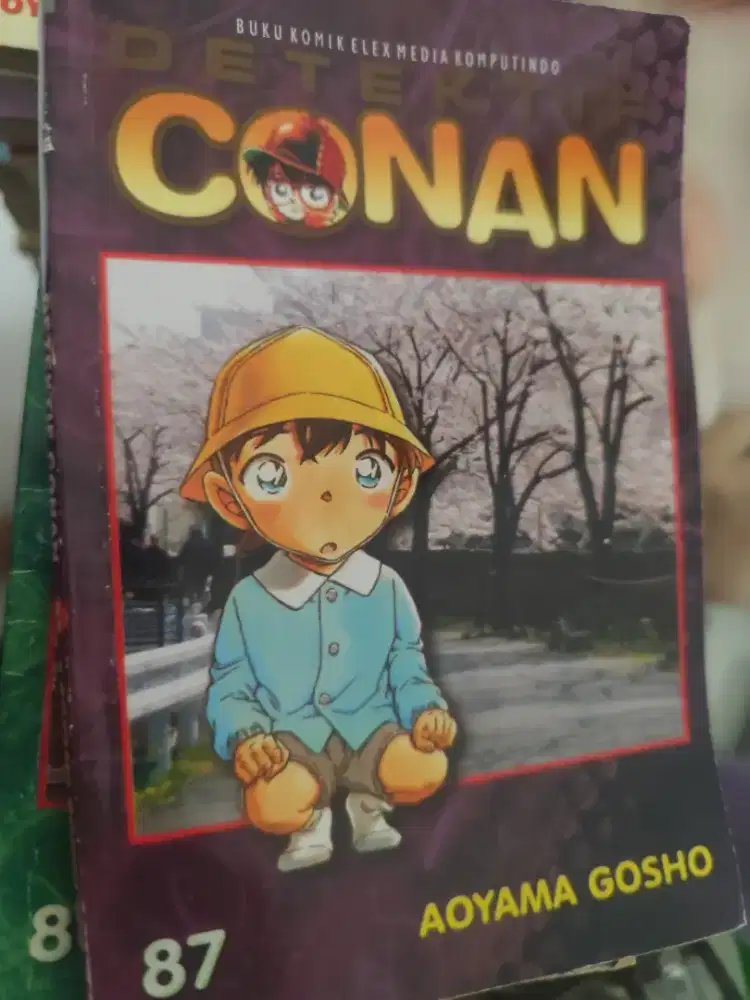 BUKU KOMIK ELEX MEDIA KOMPUTINDO
DETEKTIF
CONAN
AOYAMA GOSHO
87